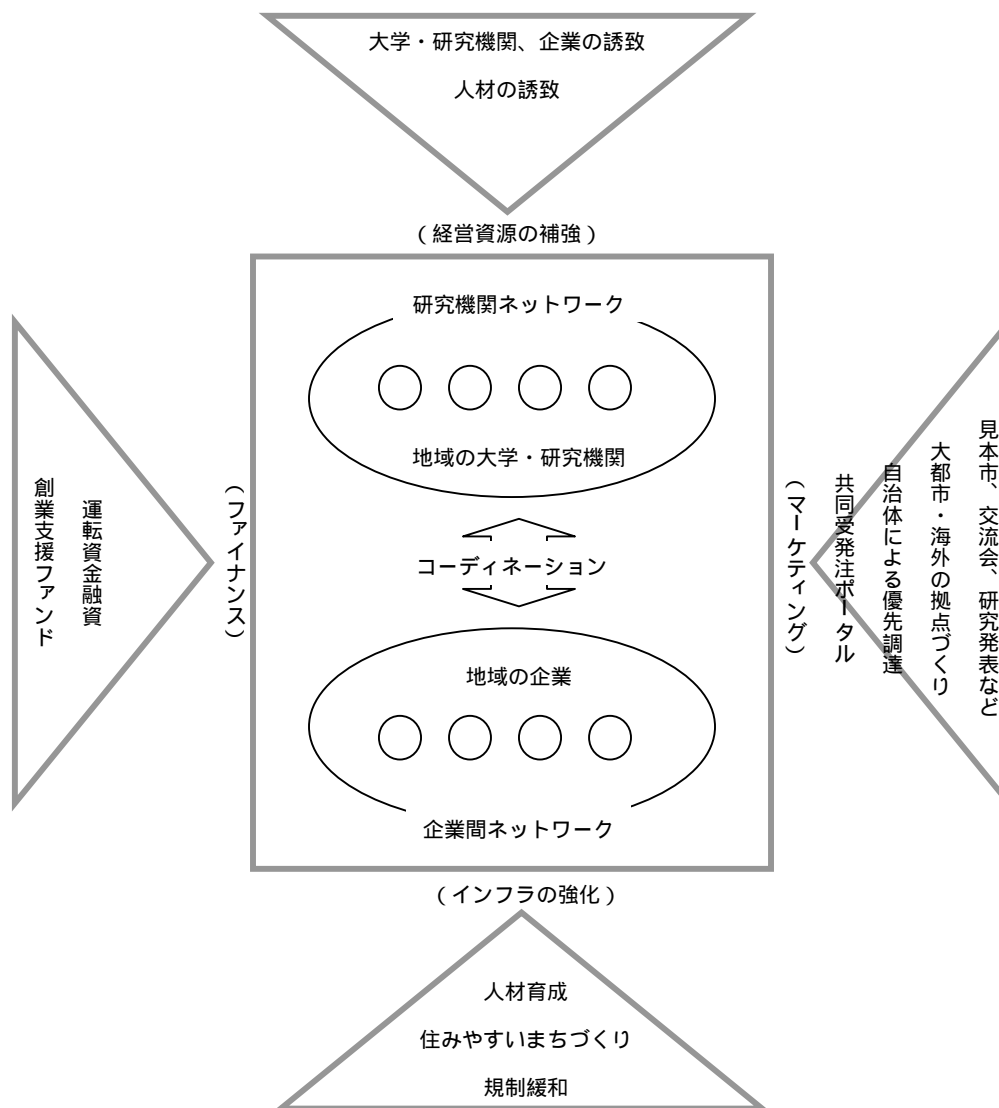 大学・研究機関、企業の誘致
人材の誘致
(経営資源の補強)
研究機関ネットワーク
地域の大学・研究機関
コーディネーション
地域の企業
企業間ネットワーク
(ファイナンス)
運転資金融資
創業支援ファンド
見本市、交流会、研究発表など
大都市・海外の拠点づくり
自治体による優先調達
共同受発注ポータル
(マーケティング)
(インフラの強化)
人材育成
住みやすいまちづくり
規制緩和